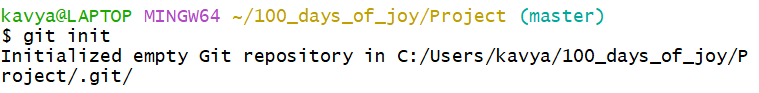 kavya@LAPTOP MINGW64 ~/100_days_of_joy/Project (master)
$ git init
Initialized empty Git repository in C:/Users/kavya/100_days_of_joy/P
roject/.git/